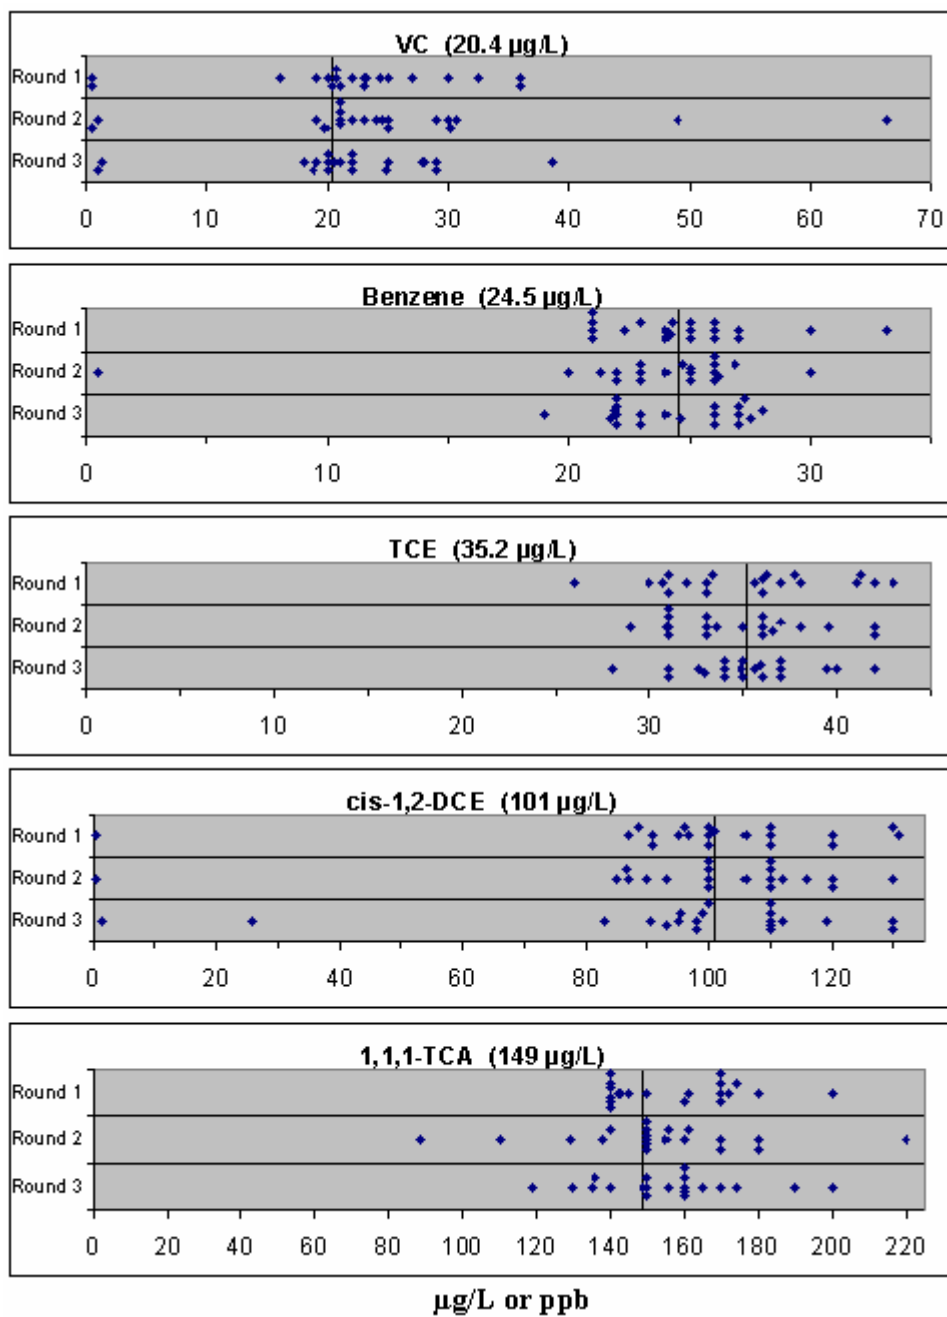 VC (20.4 µg/L)
Round 1
Round 2
Round 3
0 10 20 30 40 50 60 70
Benzene (24.5 µg/L)
Round 1
Round 2
Round 3
0 10 20 30
TCE (35.2 µg/L)
Round 1
Round 2
Round 3
0 10 20 30 40
cis-1,2-DCE (101 µg/L)
Round 1
Round 2
Round 3
0 20 40 60 80 100 120
1,1,1-TCA (149 µg/L)
Round 1
Round 2
Round 3
0 20 40 60 80 100 120 140 160 180 200 220
µg/L or ppb